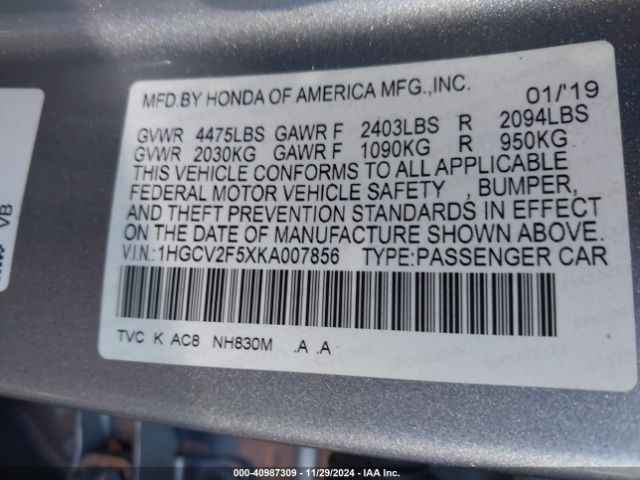 MFD.BY HONDA OF AMERICA MFG.,INC. 01/'19
GVWR 4475LBS GAWR F 2403LBS R 2094LBS
GVWR 2030KG GAWR F 1090KG R 950KG
THIS VEHICLE CONFORMS TO ALL APPLICABLE
FEDERAL MOTOR VEHICLE SAFETY , BUMPER,
AND THEFT PREVENTION STANDARDS IN EFFECT
ON THE DATE OF MANUFACTURE SHOWN ABOVE.
V.I.N.:1HGCV2F5XKA007856 TYPE:PASSENGER CAR
TVC K AC8 NH830M .A .A
VB
000-40987309 | 11/29/2024 - IAA Inc.